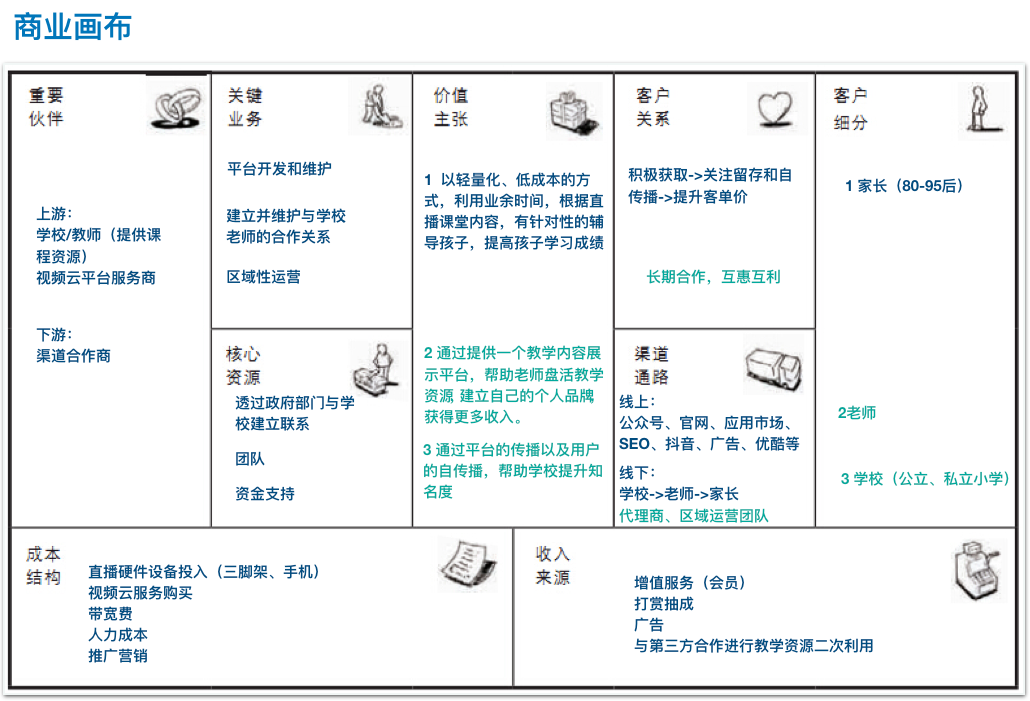 商业画布
重要
伙伴
上游：
学校/教师（提供课
程资源）
视频云平台服务商
下游：
渠道合作商
关键
业务
平台开发和维护
建立并维护与学校
老师的合作关系
区域性运营
核心
资源
透过政府部门与学
校建立联系
团队
资金支持
价值
主张
1 以轻量化、低成本的方
式，利用业余时间，根据直
播课堂内容，有针对性的辅
导孩子，提高孩子学习成绩
2 通过提供一个教学内容展
示平台，帮助老师盘活教学
资源，建立自己的个人品牌，
获得更多收入。
3 通过平台的传播以及用户
的自传播，帮助学校提升知
名度
客户
关系
积极获取->关注留存和自
传播->提升客单价
长期合作，互惠互利
渠道
通路
线上：
公众号、官网、应用市场、
SEO、抖音、广告、优酷等
线下：
学校->老师->家长
代理商、区域运营团队
客户
细分
1 家长（80-95后）
2老师
3 学校（公立、私立小学）
成本
结构
直播硬件设备投入（三脚架、手机）
视频云服务购买
带宽费
人力成本
推广营销
收入
来源
增值服务（会员）
打赏抽成
广告
与第三方合作进行教学资源二次利用